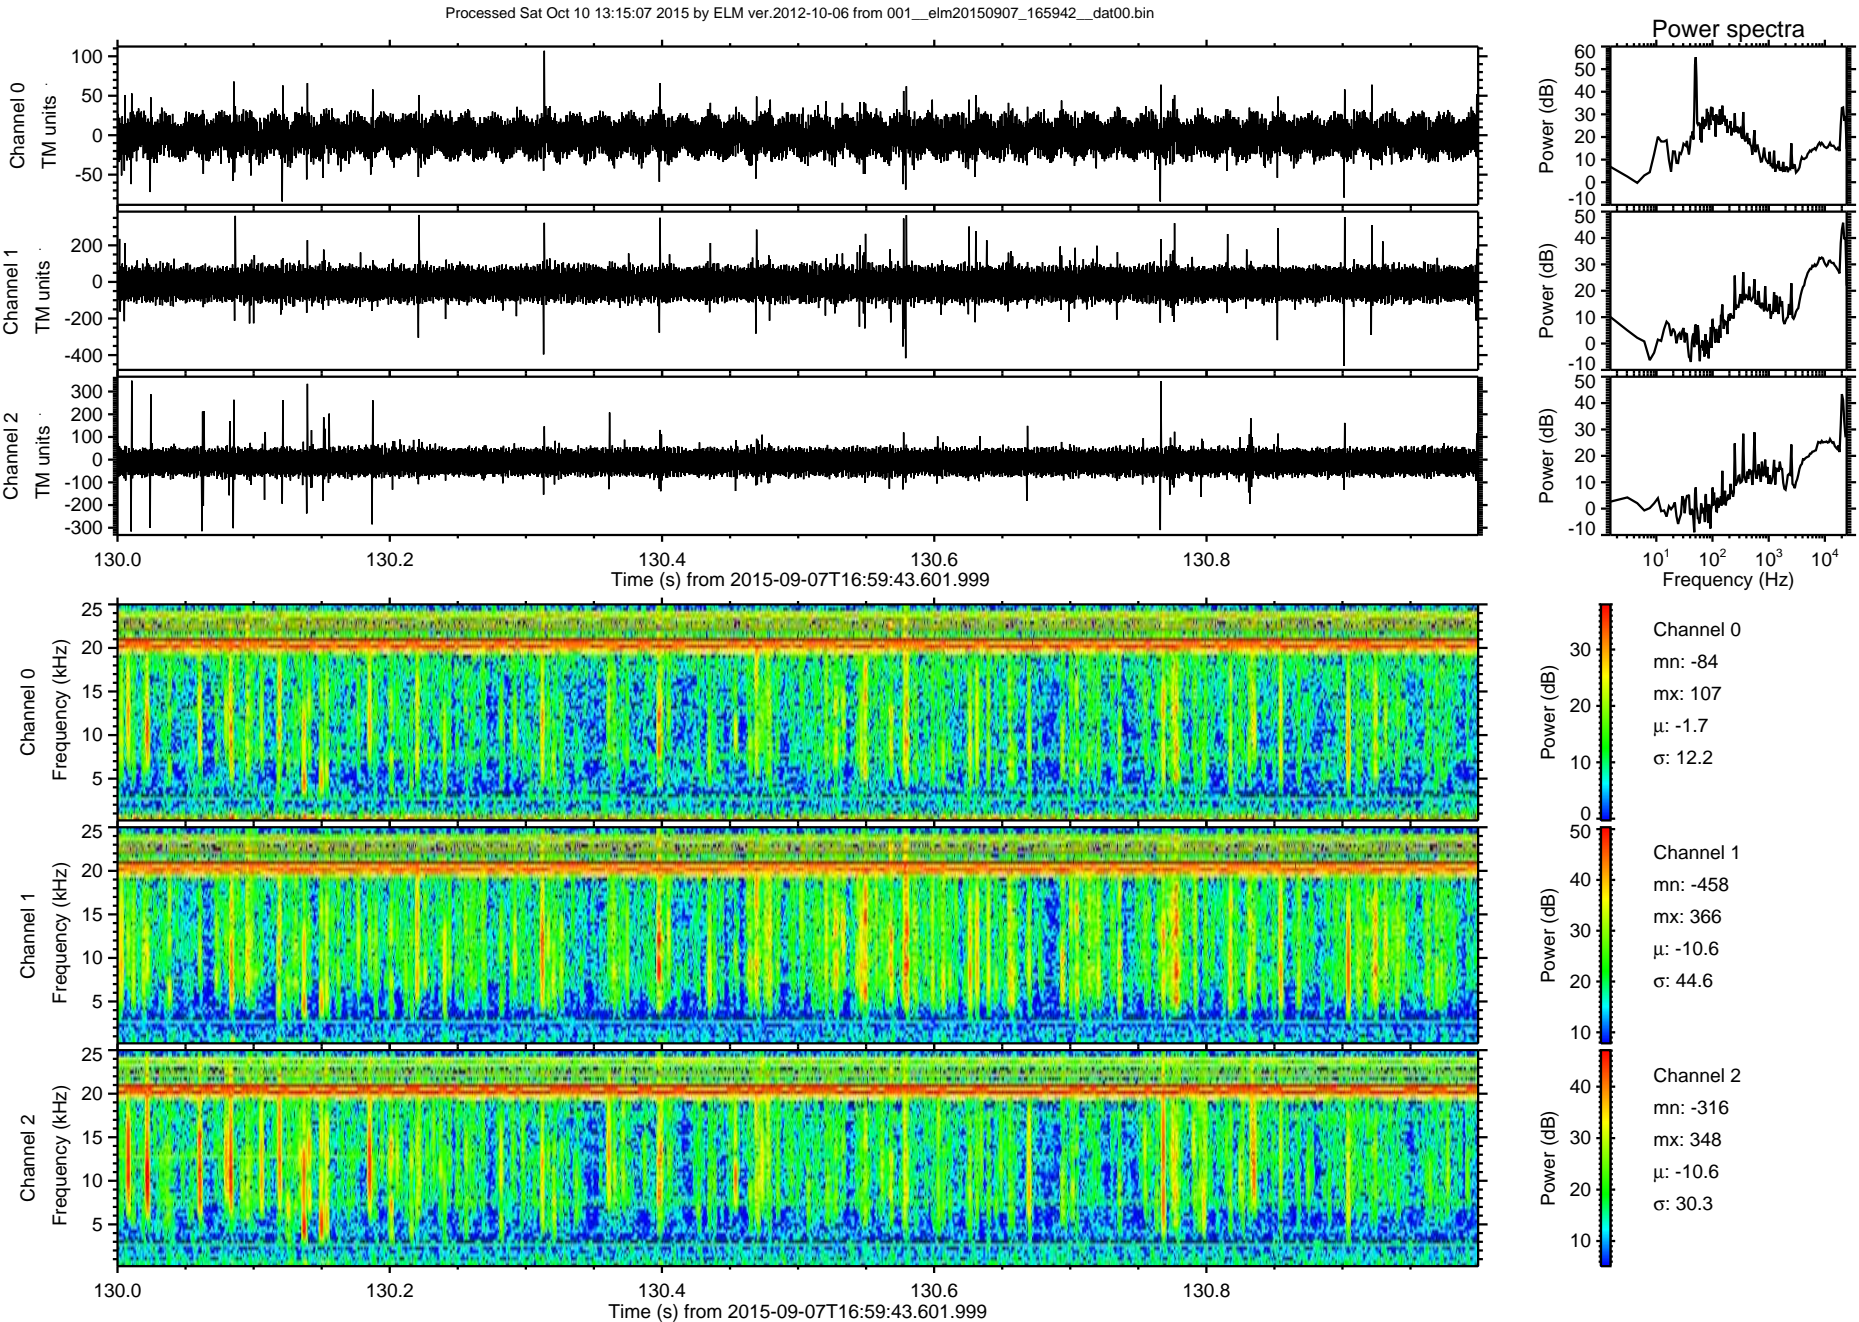 Processed Sat Oct 10 13:15:07 2015 by ELM ver.2012-10-06 from 001__elm20150907_165942__dat00.bin
Power spectra
Channel 0
TM units
100
50
0
-50
Power (dB)
60
50
40
30
20
10
0
-10
Channel 1
TM units
200
0
-200
-400
Power (dB)
50
40
30
20
10
0
-10
Channel 2
TM units
300
200
100
0
-100
-200
-300
Power (dB)
50
40
30
20
10
0
-10
130.0 130.2 130.4 130.6 130.8
Time (s) from 2015-09-07T16:59:43.601.999
10^1 10^2 10^3 10^4
Frequency (Hz)
Channel 0
Frequency (kHz)
25
20
15
10
5
Power (dB)
30
20
10
0
Channel 0
mn: -84
mx: 107
μ: -1.7
σ: 12.2
Channel 1
Frequency (kHz)
25
20
15
10
5
Power (dB)
50
40
30
20
10
Channel 1
mn: -458
mx: 366
μ: -10.6
σ: 44.6
Channel 2
Frequency (kHz)
25
20
15
10
5
Power (dB)
40
30
20
10
Channel 2
mn: -316
mx: 348
μ: -10.6
σ: 30.3
130.0 130.2 130.4 130.6 130.8
Time (s) from 2015-09-07T16:59:43.601.999